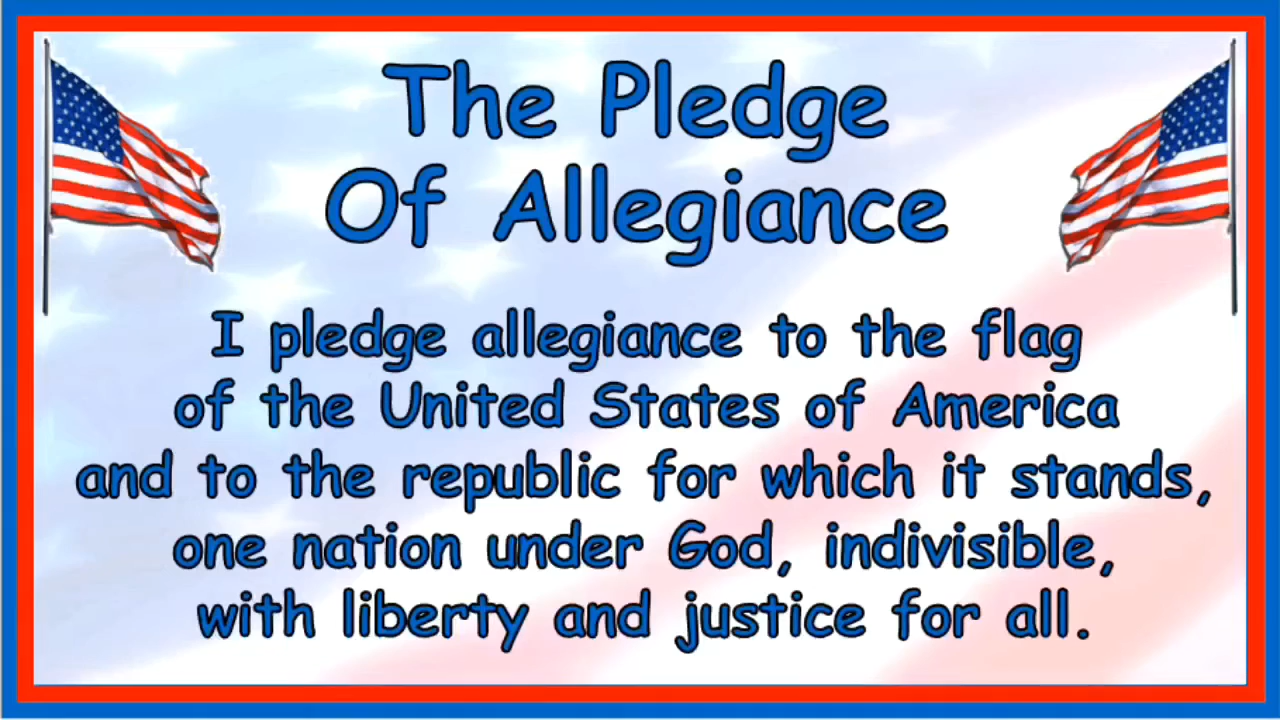 The Pledge
Of Allegiance
I pledge allegiance to the flag
of the United States of America
and to the republic for which it stands,
one nation under God, indivisible,
with liberty and justice for all.